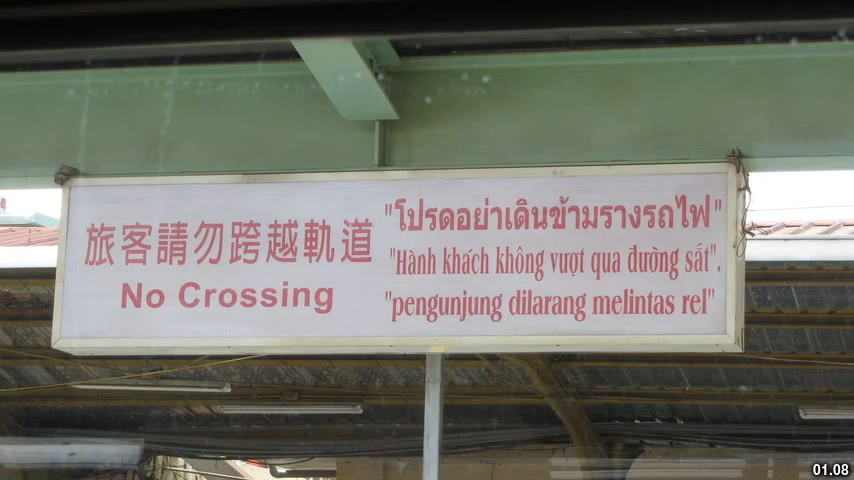 旅客請勿跨越軌道
No Crossing
"โปรดอย่าเดินข้ามรางรถไฟ"
"Hành khách không vượt qua đường sắt".
"pengunjung dilarang melintas rel"
01.08